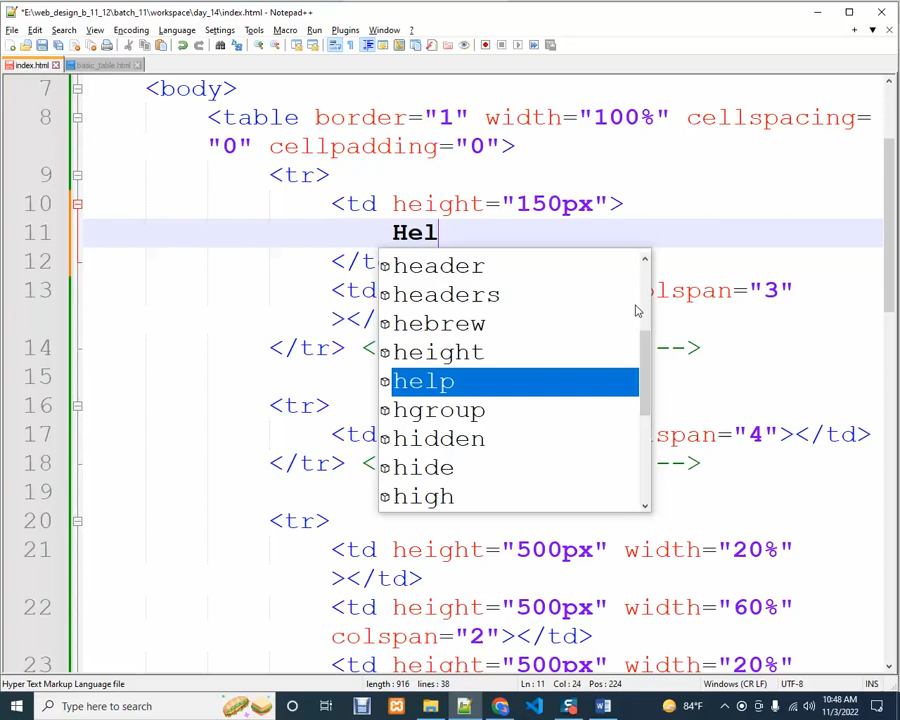 *E:\web_design_b_11_12\batch_11\workspace\day_14\index.html - Notepad++
File Edit Search View Encoding Language Settings Tools Macro Run Plugins Window ?
index.html basic_table.html
7 <body>
8 <table border="1" width="100%" cellspacing=
"0" cellpadding="0">
9 <tr>
10 <td height="150px">
11 Hel
12 </t
header
13 <td olspan="3"
headers
></
hebrew
14 </tr> < -->
height
15
help
16 <tr>
hgroup
17 <td span="4"></td>
hidden
18 </tr> < -->
hide
19
high
20 <tr>
21 <td height="500px" width="20%"
></td>
22 <td height="500px" width="60%"
colspan="2"></td>
23 <td height="500px" width="20%"
Hyper Text Markup Language file length : 916 lines : 38 Ln : 11 Col : 24 Pos : 224 Windows (CR LF) UTF-8 INS
Type here to search 84°F 10:48 AM
11/3/2022